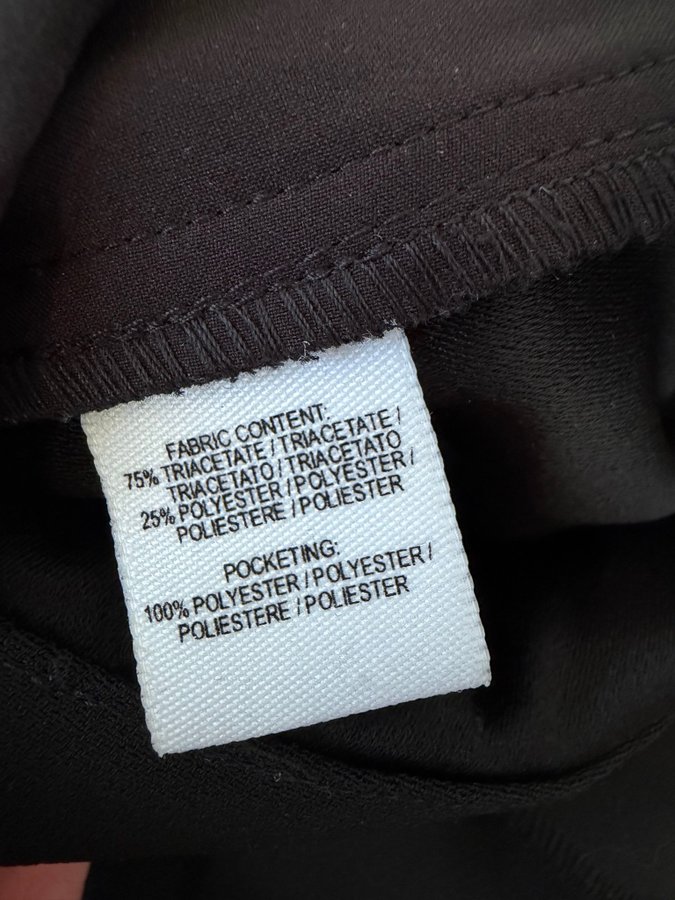 FABRIC CONTENT:
75% TRIACETATE / TRIACETATE /
TRIACETATO / TRIACETATO
25% POLYESTER / POLYESTER /
POLIESTERE / POLIESTER
POCKETING:
100% POLYESTER / POLYESTER /
POLIESTERE / POLIESTER